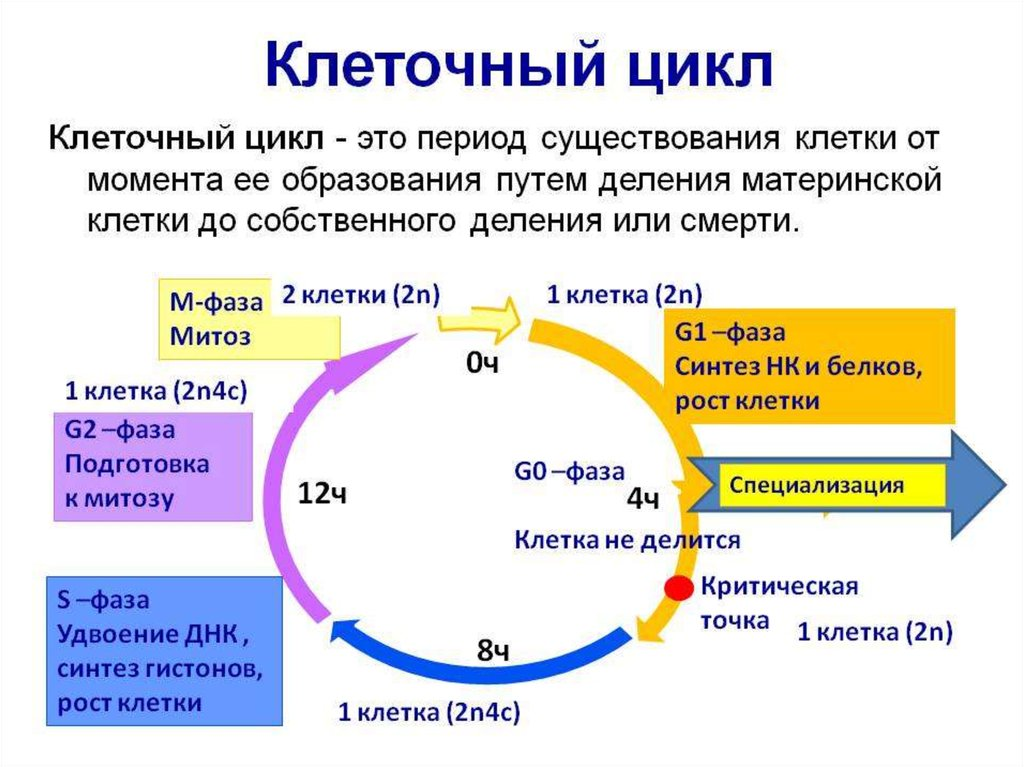 Клеточный цикл
Клеточный цикл - это период существования клетки от
момента ее образования путем деления материнской
клетки до собственного деления или смерти.
М-фаза
Митоз
2 клетки (2n)
1 клетка (2n)
0ч
G1 –фаза
Синтез НК и белков,
рост клетки
1 клетка (2n4c)
G2 –фаза
Подготовка
к митозу
12ч
G0 –фаза
4ч
Специализация
Клетка не делится
Критическая
точка
1 клетка (2n)
S –фаза
Удвоение ДНК ,
синтез гистонов,
рост клетки
8ч
1 клетка (2n4c)